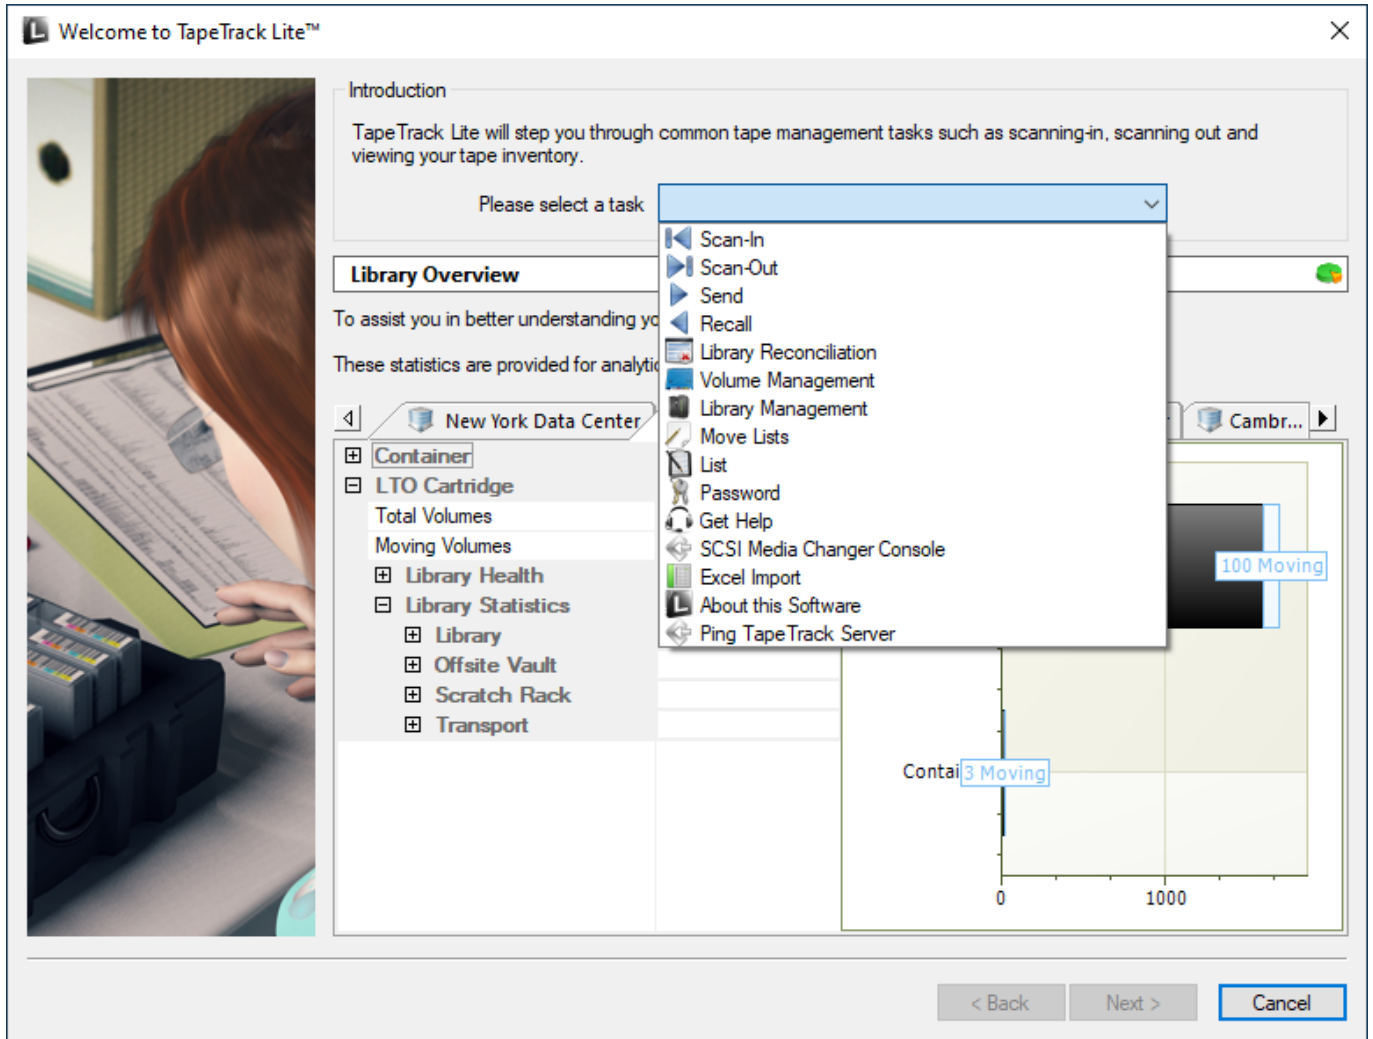 Welcome to TapeTrack Lite™
Introduction
TapeTrack Lite will step you through common tape management tasks such as scanning-in, scanning out and
viewing your tape inventory.
Please select a task
Scan-In
Scan-Out
Send
Recall
Library Reconciliation
Volume Management
Library Management
Move Lists
List
Password
Get Help
SCSI Media Changer Console
Excel Import
About this Software
Ping TapeTrack Server
Library Overview
To assist you in better understanding
These statistics are provided for
New York Data Center
Cambr...
Container
LTO Cartridge
Total Volumes
Moving Volumes
Library Health
Library Statistics
Library
Offsite Vault
Scratch Rack
Transport
100 Moving
Contai
3 Moving
0
1000
< Back
Next >
Cancel